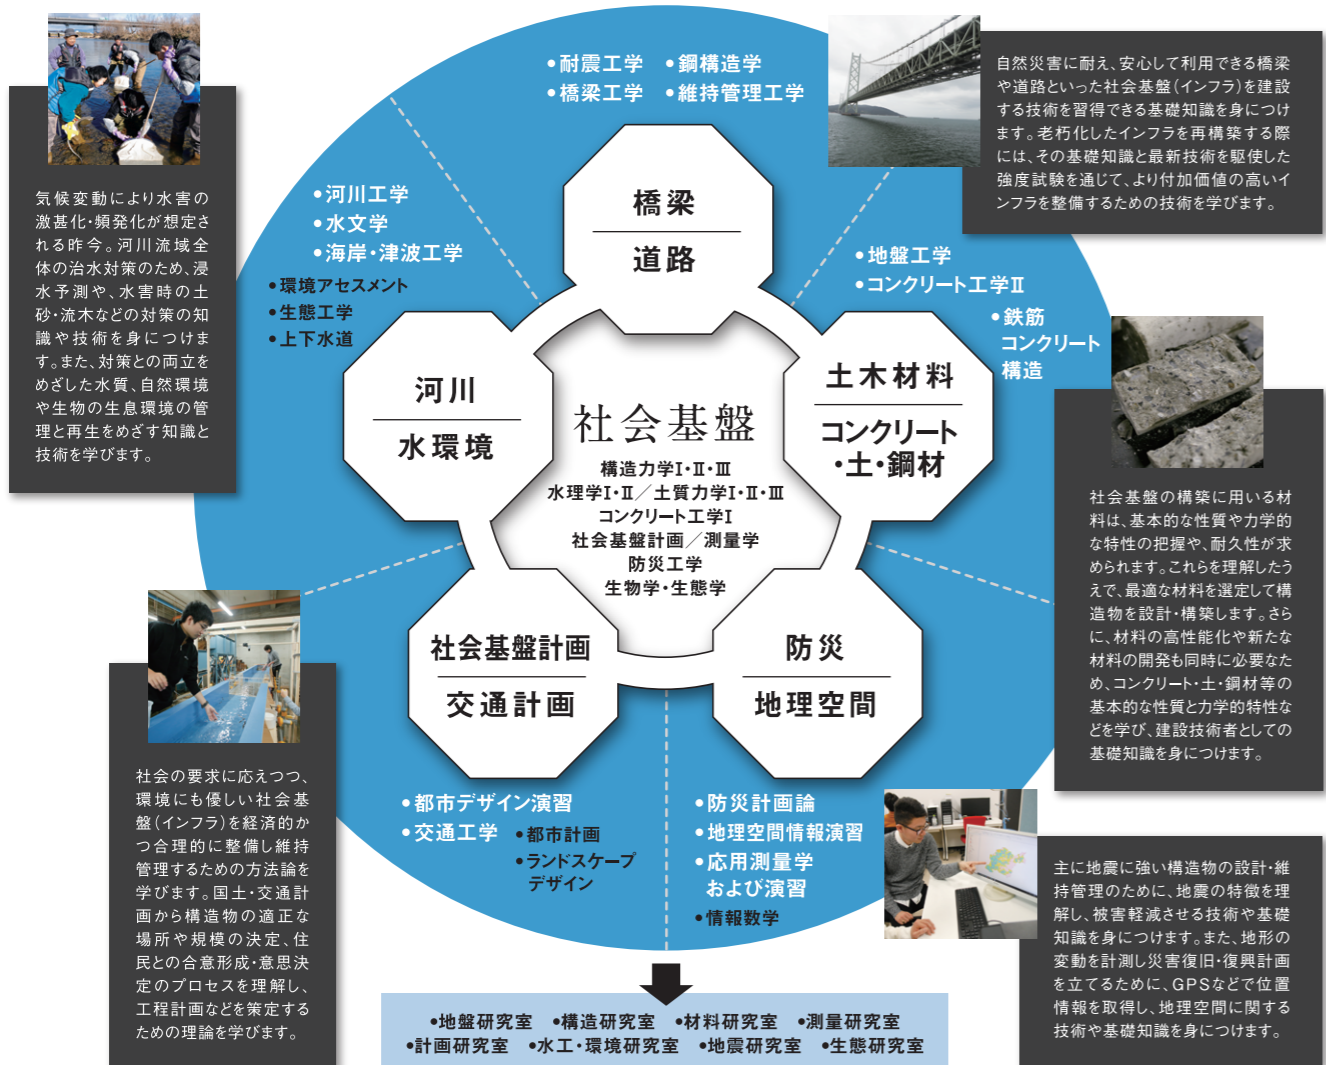 •耐震工学 •鋼構造学
•橋梁工学 •維持管理工学
橋梁
道路
自然災害に耐え、安心して利用できる橋梁
や道路といった社会基盤（インフラ）を建設
する技術を習得できる基礎知識を身につけ
ます。老朽化したインフラを再構築する際
には、その基礎知識と最新技術を駆使した
強度試験を通じて、より付加価値の高いイ
ンフラを整備するための技術を学びます。
気候変動により水害の
激甚化・頻発化が想定さ
れる昨今。河川流域全
体の治水対策のため、浸
水予測や、水害時の土
砂・流木などの対策の知
識や技術を身につけま
す。また、対策との両立を
めざした水質、自然環境
や生物の生息環境の管
理と再生をめざす知識と
技術を学びます。
•河川工学
•水文学
•海岸・津波工学
•環境アセスメント
•生態工学
•上下水道
河川
水環境
•地盤工学
•コンクリート工学Ⅱ
•鉄筋
コンクリート
構造
土木材料
コンクリート
・土・鋼材
社会基盤の構築に用いる材
料は、基本的な性質や力学的
な特性の把握や、耐久性が求
められます。これらを理解したう
えで、最適な材料を選定して構
造物を設計・構築します。さら
に、材料の高性能化や新たな
材料の開発も同時に必要なた
め、コンクリート・土・鋼材等の
基本的な性質と力学的特性な
どを学び、建設技術者としての
基礎知識を身につけます。
社会基盤
構造力学Ⅰ・Ⅱ・Ⅲ
水理学Ⅰ・Ⅱ／土質力学Ⅰ・Ⅱ・Ⅲ
コンクリート工学Ⅰ
社会基盤計画／測量学
防災工学
生物学・生態学
社会基盤計画
交通計画
•都市デザイン演習
•交通工学
•都市計画
•ランドスケープ
デザイン
社会の要求に応えつつ、
環境にも優しい社会基
盤（インフラ）を経済的か
つ合理的に整備し維持
管理するための方法論を
学びます。国土・交通計
画から構造物の適正な
場所や規模の決定、住
民との合意形成・意思決
定のプロセスを理解し、
工程計画などを策定する
ための理論を学びます。
防災
地理空間
•防災計画論
•地理空間情報演習
•応用測量学
および演習
•情報数学
主に地震に強い構造物の設計・維
持管理のために、地震の特徴を理
解し、被害軽減させる技術や基礎
知識を身につけます。また、地形の
変動を計測し災害復旧・復興計画
を立てるために、GPSなどで位置
情報を取得し、地理空間に関する
技術や基礎知識を身につけます。
•地盤研究室 •構造研究室 •材料研究室 •測量研究室
•計画研究室 •水工・環境研究室 •地震研究室 •生態研究室